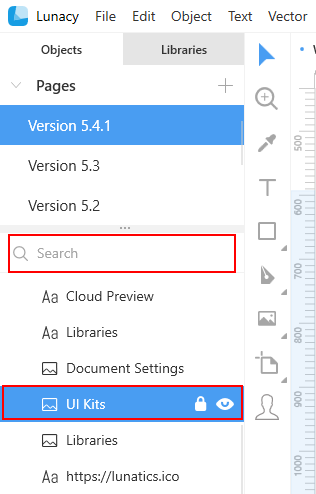 Lunacy File Edit Object Text Vector
Objects Libraries
Pages
Version 5.4.1
Version 5.3
Version 5.2
Search
Aa Cloud Preview
Aa Libraries
Document Settings
UI Kits
Libraries
Aa https://lunatics.ico
500
600
700
800
900
1000